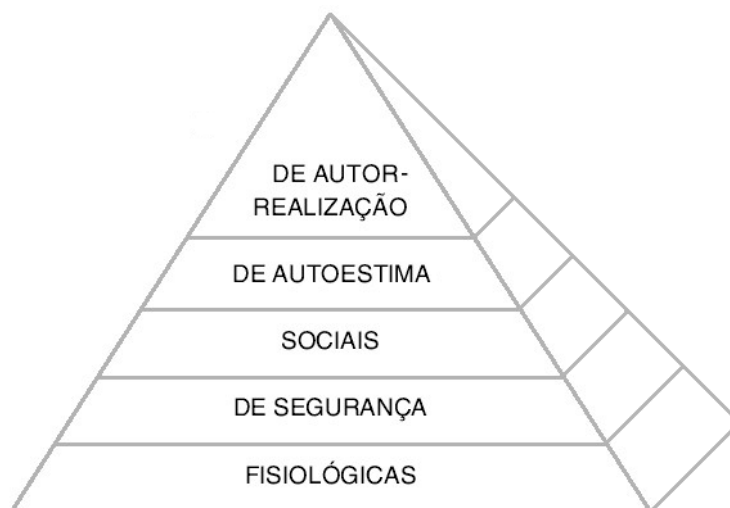 DE AUTOR-
REALIZAÇÃO
DE AUTOESTIMA
SOCIAIS
DE SEGURANÇA
FISIOLÓGICAS